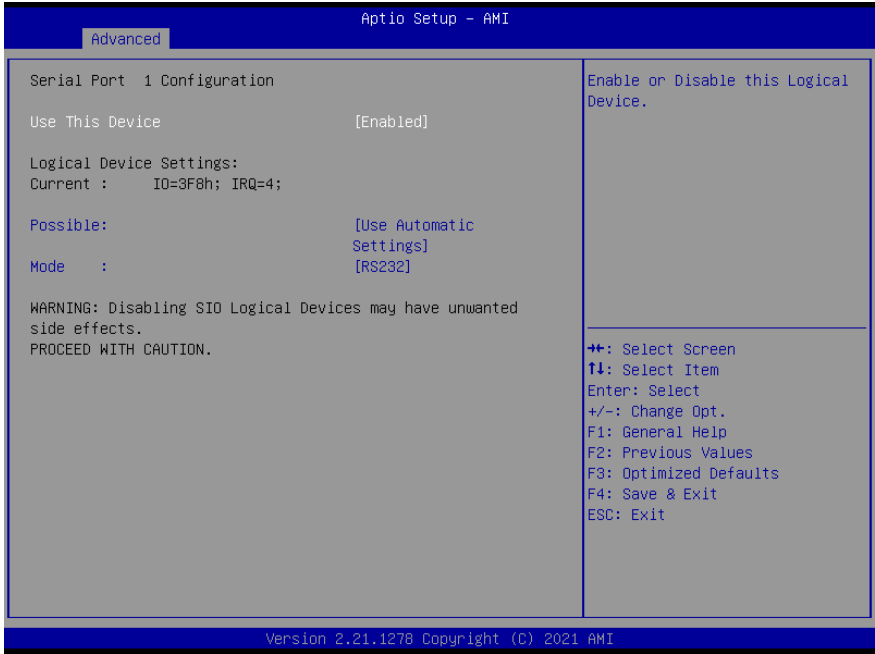 Aptio Setup – AMI
Advanced
Serial Port  1 Configuration
Use This Device [Enabled]
Logical Device Settings:
Current :     IO=3F8h; IRQ=4;
Possible: [Use Automatic
Settings]
Mode    : [RS232]
WARNING: Disabling SIO Logical Devices may have unwanted
side effects.
PROCEED WITH CAUTION.
Enable or Disable this Logical
Device.
→←: Select Screen
↑↓: Select Item
Enter: Select
+/-: Change Opt.
F1: General Help
F2: Previous Values
F3: Optimized Defaults
F4: Save & Exit
ESC: Exit
Version 2.21.1278 Copyright (C) 2021 AMI